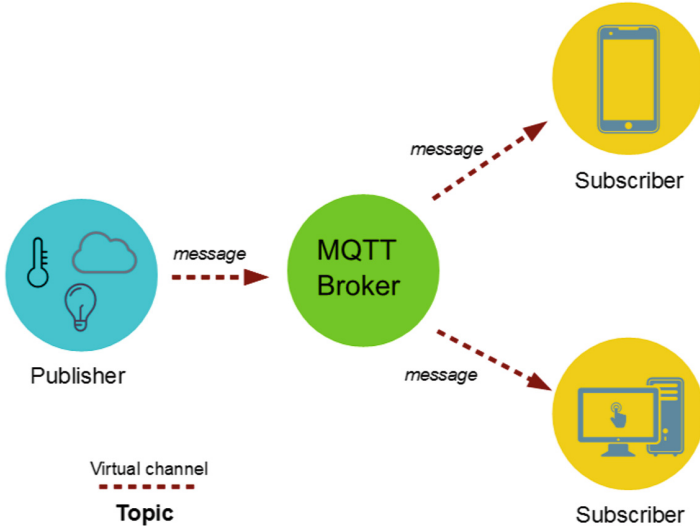 message
Subscriber
message
MQTT
Broker
Publisher
message
Virtual channel
Topic
Subscriber